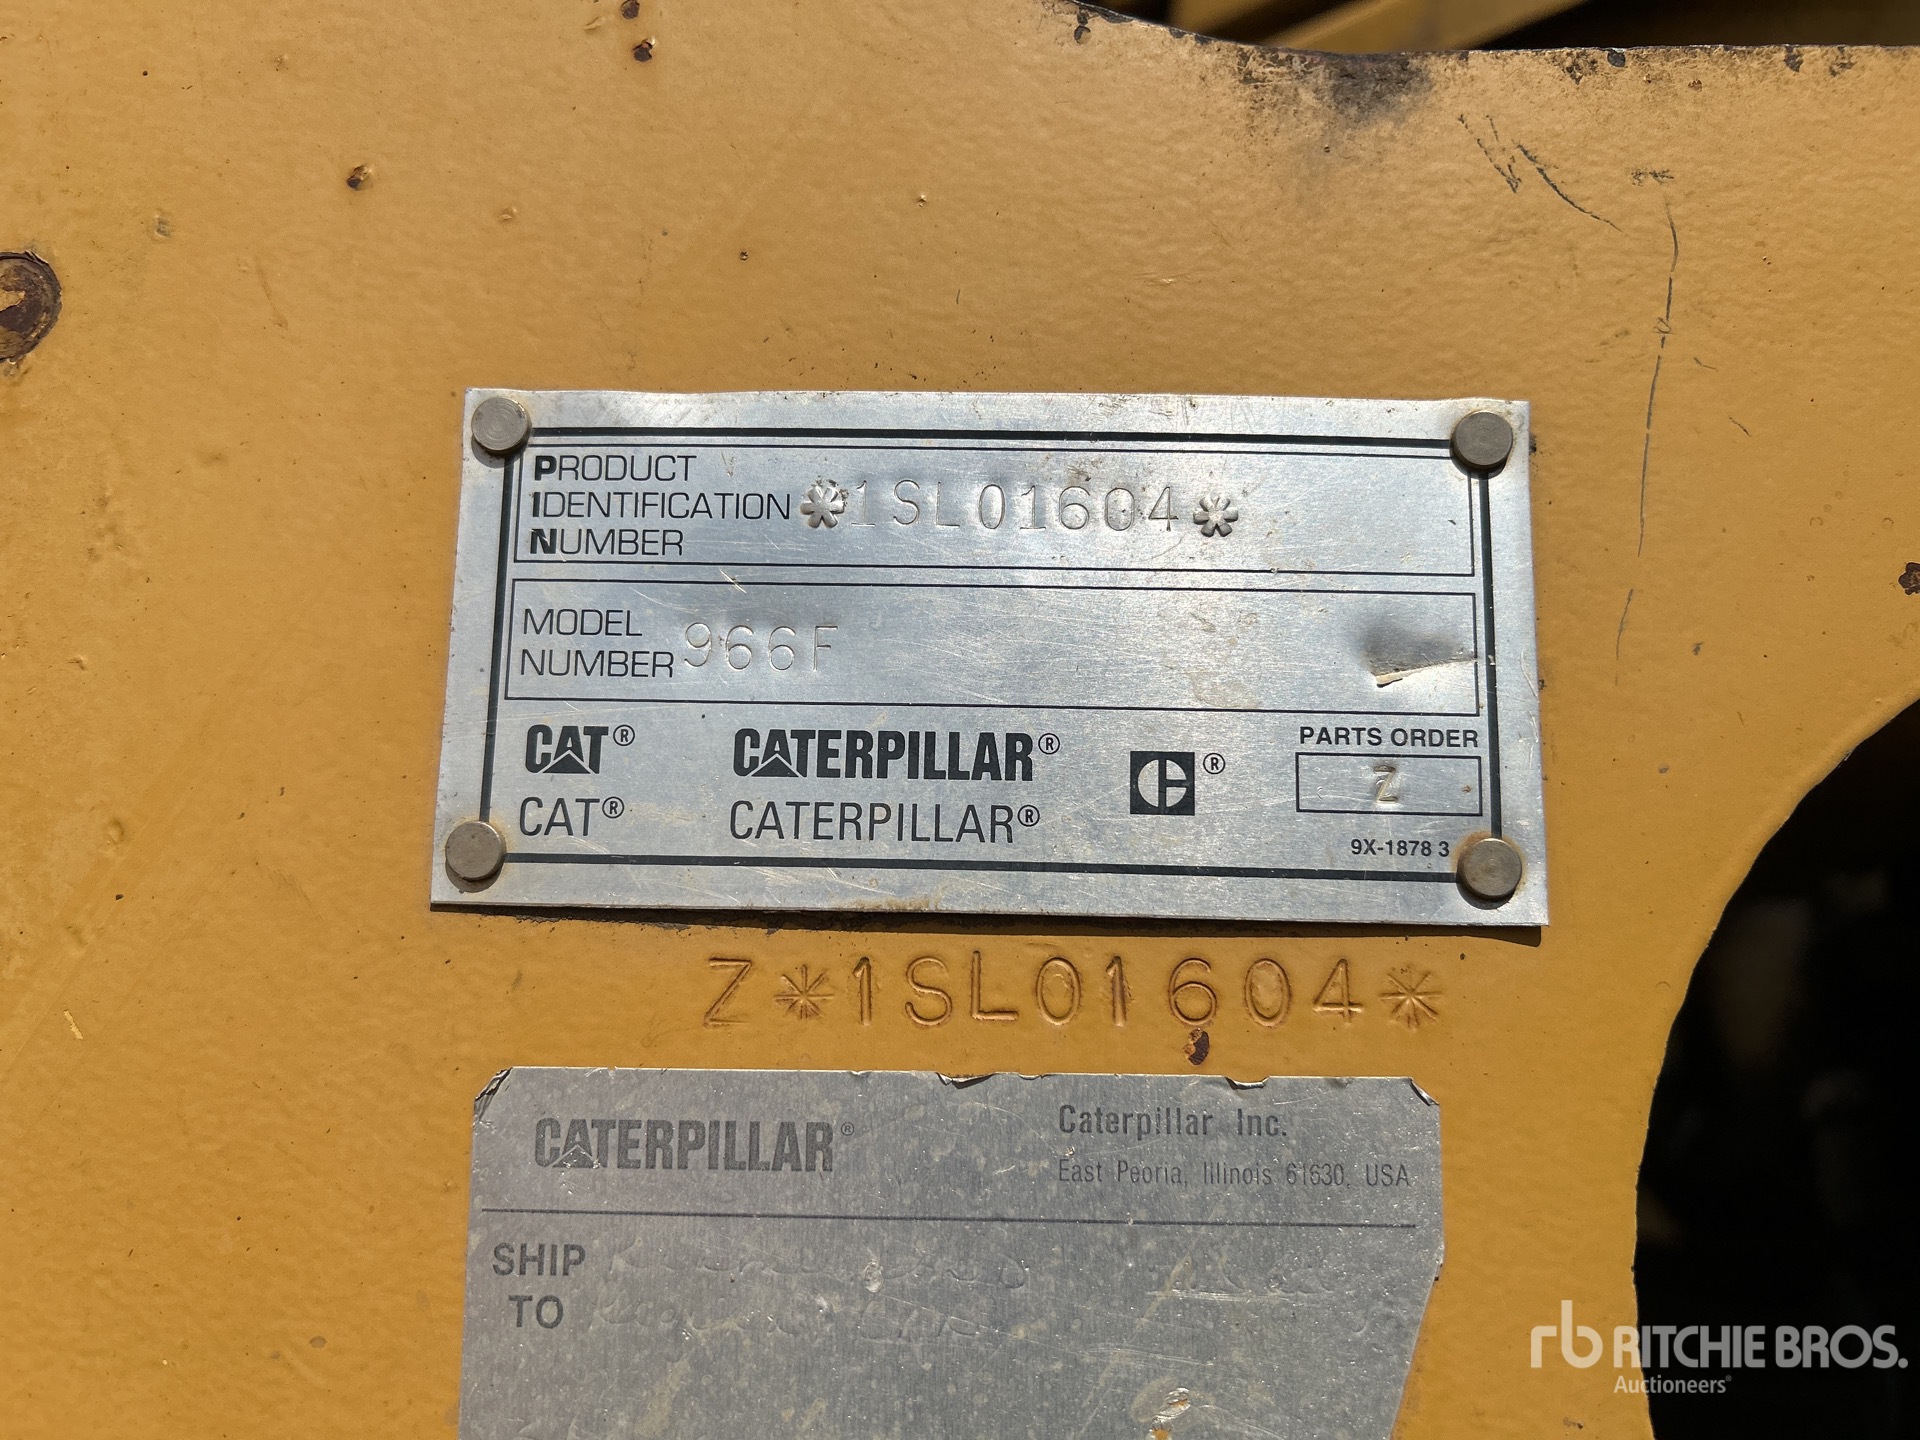 PRODUCT
IDENTIFICATION *1SL01604*
NUMBER
MODEL
NUMBER 966F
CAT® CATERPILLAR® C® PARTS ORDER
Z
CAT® CATERPILLAR®
9X-1878 3
Z*1SL01604*
CATERPILLAR® Caterpillar Inc.
East Peoria, Illinois 61630, USA
SHIP
TO
rb RITCHIE BROS.
Auctioneers®